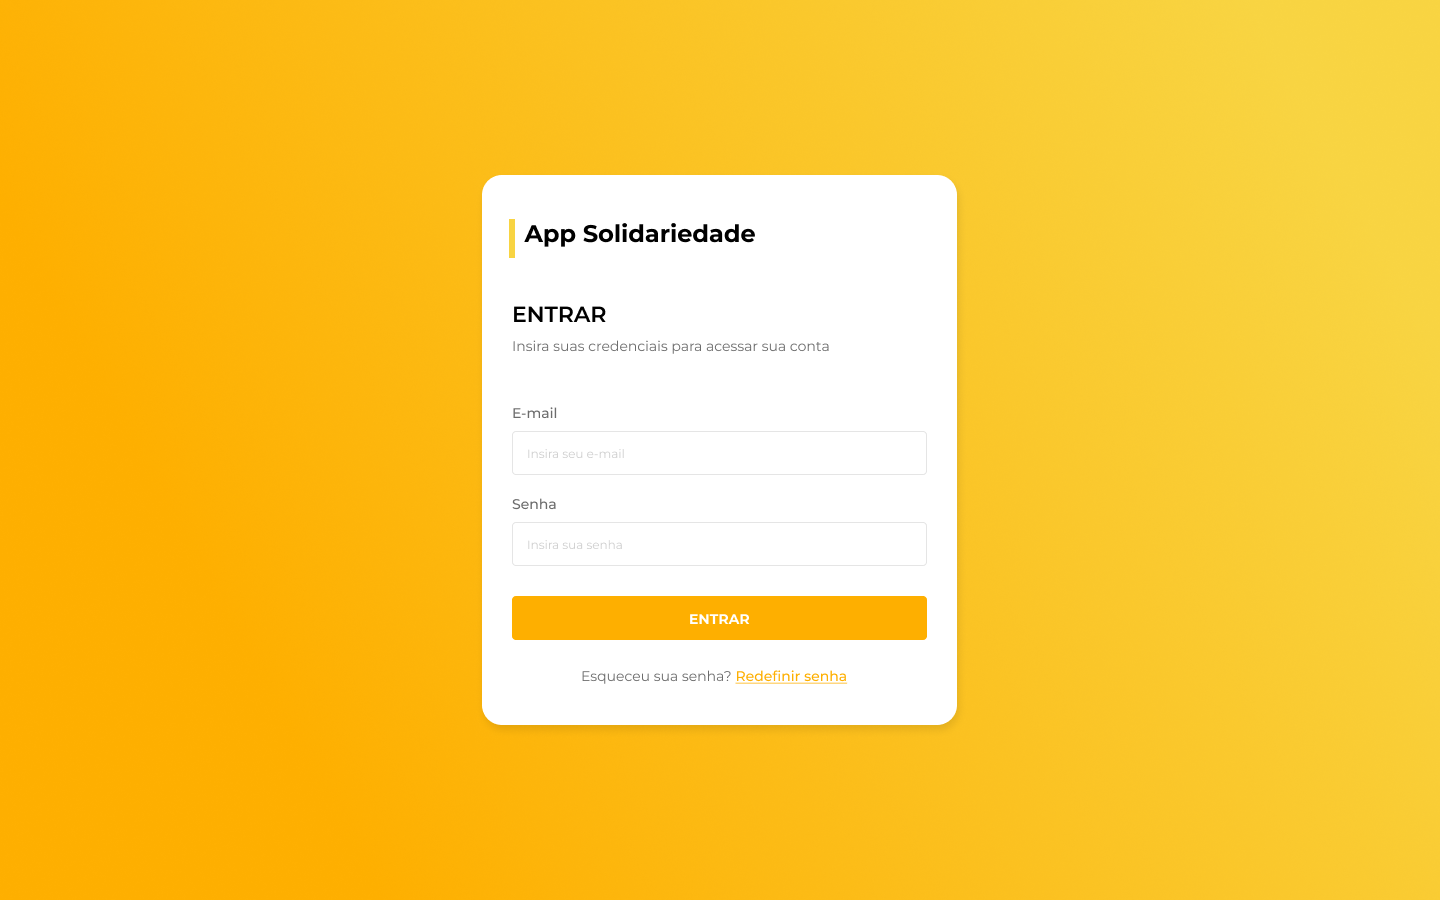 App Solidariedade
ENTRAR
Insira suas credenciais para acessar sua conta
E-mail
Insira seu e-mail
Senha
Insira sua senha
ENTRAR
Esqueceu sua senha? Redefinir senha